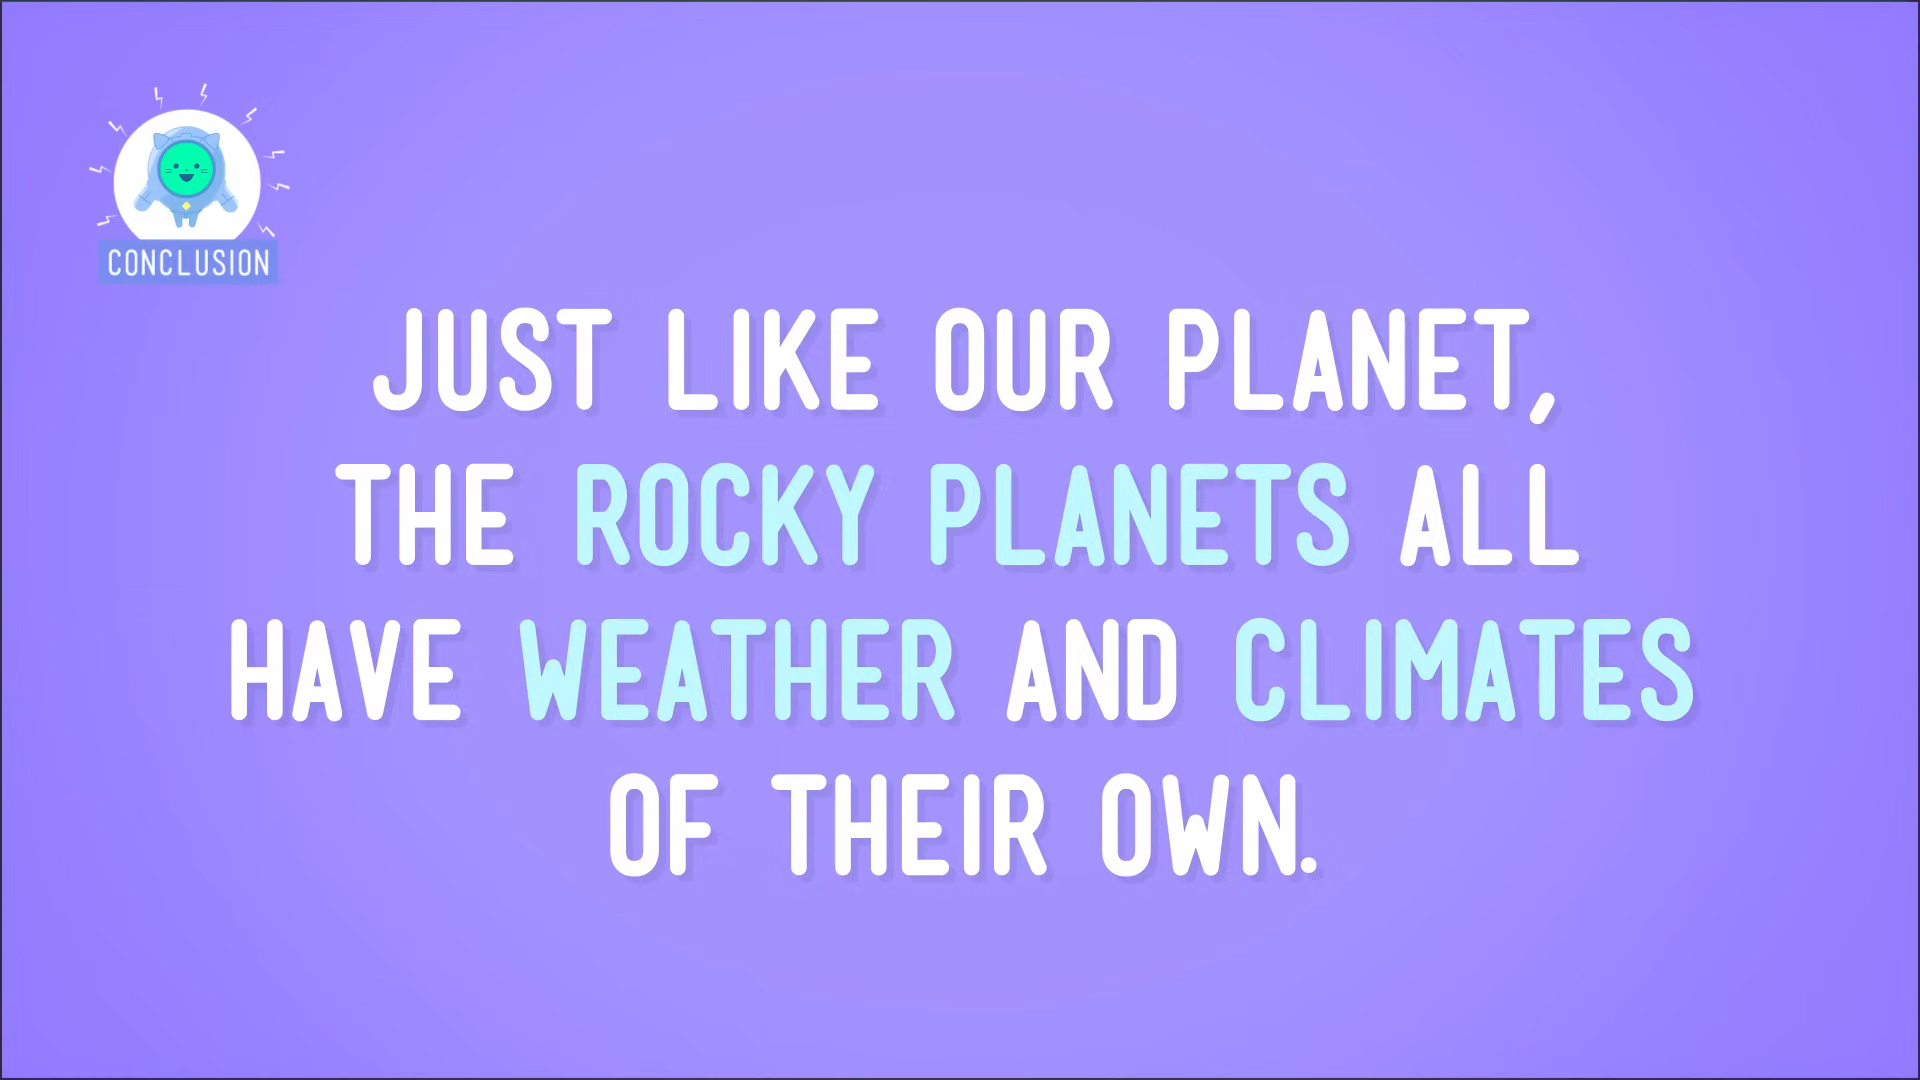 CONCLUSION
JUST LIKE OUR PLANET,
THE ROCKY PLANETS ALL
HAVE WEATHER AND CLIMATES
OF THEIR OWN.